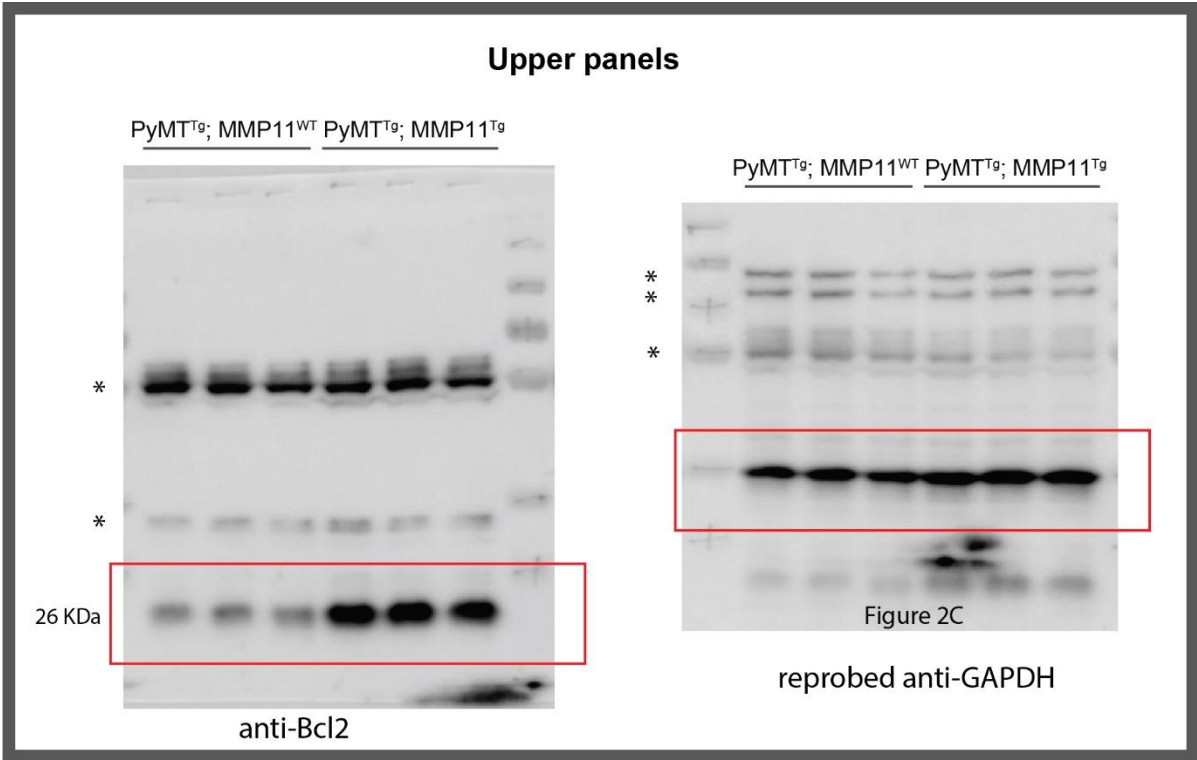 Upper panels
PyMTᵀᵍ; MMP11ᵂᵀ PyMTᵀᵍ; MMP11ᵀᵍ
*
*
26 KDa
anti-Bcl2
PyMTᵀᵍ; MMP11ᵂᵀ PyMTᵀᵍ; MMP11ᵀᵍ
*
*
*
Figure 2C
reprobed anti-GAPDH